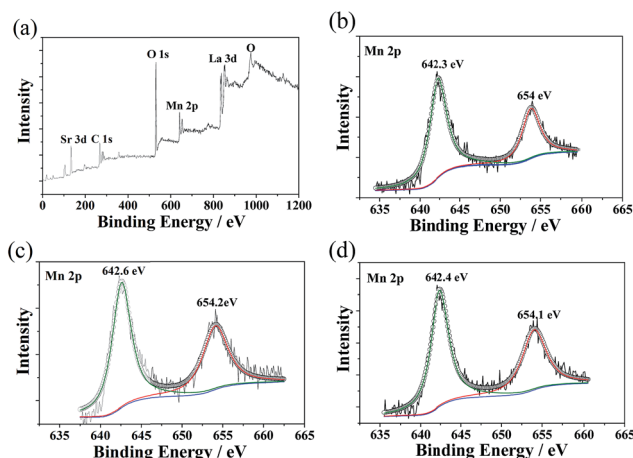 (a)
O 1s
La 3d
O
Mn 2p
Sr 3d C 1s
Intensity
0 200 400 600 800 1000 1200
Binding Energy / eV
(b)
Mn 2p
642.3 eV
654 eV
Intensity
635 640 645 650 655 660 665
Binding Energy / eV
(c)
Mn 2p
642.6 eV
654.2eV
Intensity
635 640 645 650 655 660 665
Binding Energy / eV
(d)
Mn 2p
642.4 eV
654.1 eV
Intensity
635 640 645 650 655 660 665
Binding Energy / eV